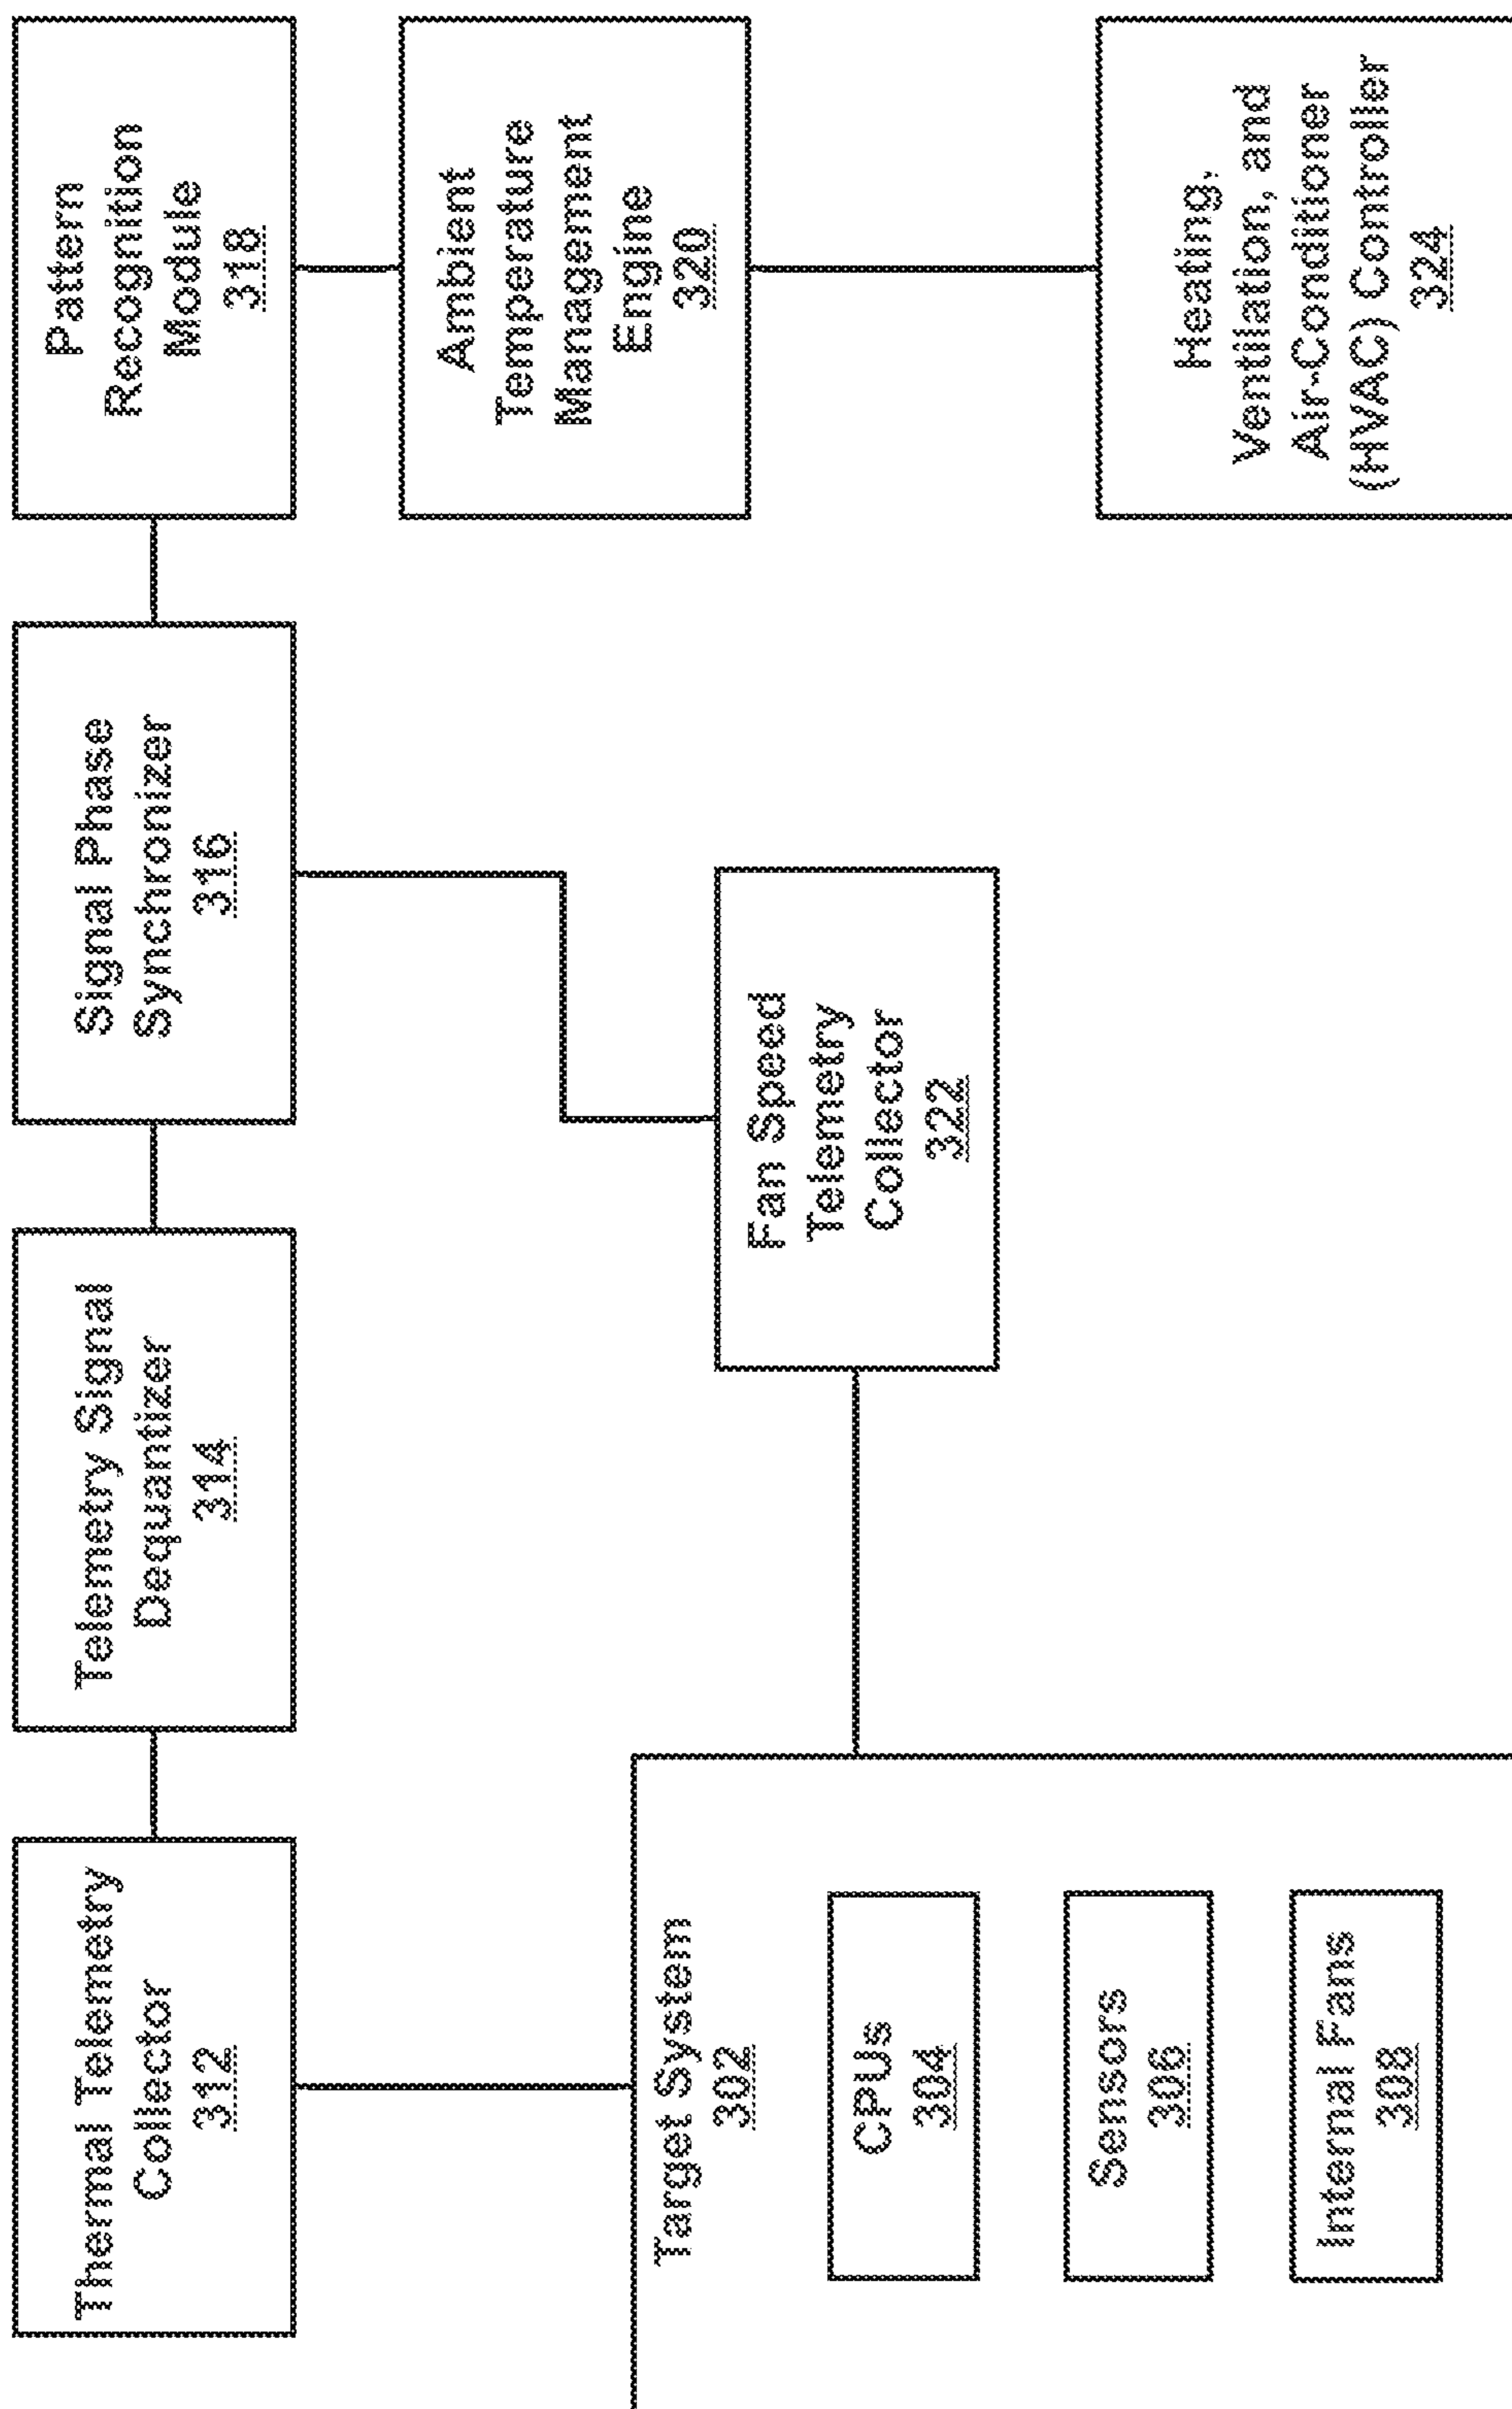 Thermal Telemetry
Collector
312
Telemetry Signal
Dequantizer
314
Signal Phase
Synchronizer
316
Pattern
Recognition
Module
318
Ambient
Temperature
Management
Engine
320
Target System
302
CPUs
304
Sensors
306
Internal Fans
308
Fan Speed
Telemetry
Collector
322
Heating,
Ventilation, and
Air-Conditioner
(HVAC) Controller
324